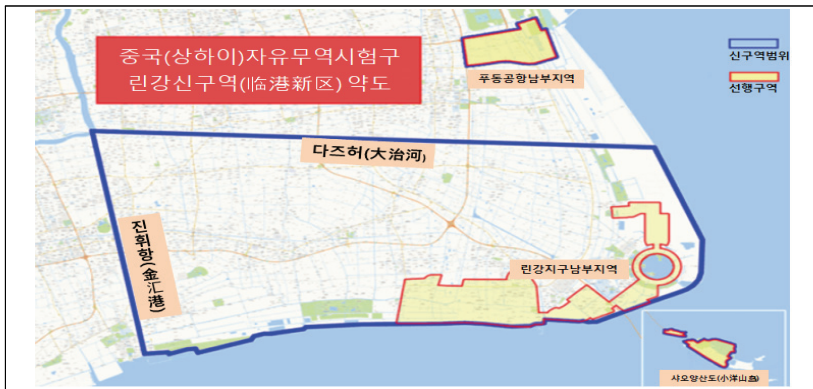 중국(상하이)자유무역시험구
린강신구역(临港新区) 약도
신구역범위
선행구역
푸동공항남부지역
다즈허(大治河)
진휘항(金汇港)
린강지구남부지역
샤오양산도(小洋山岛)